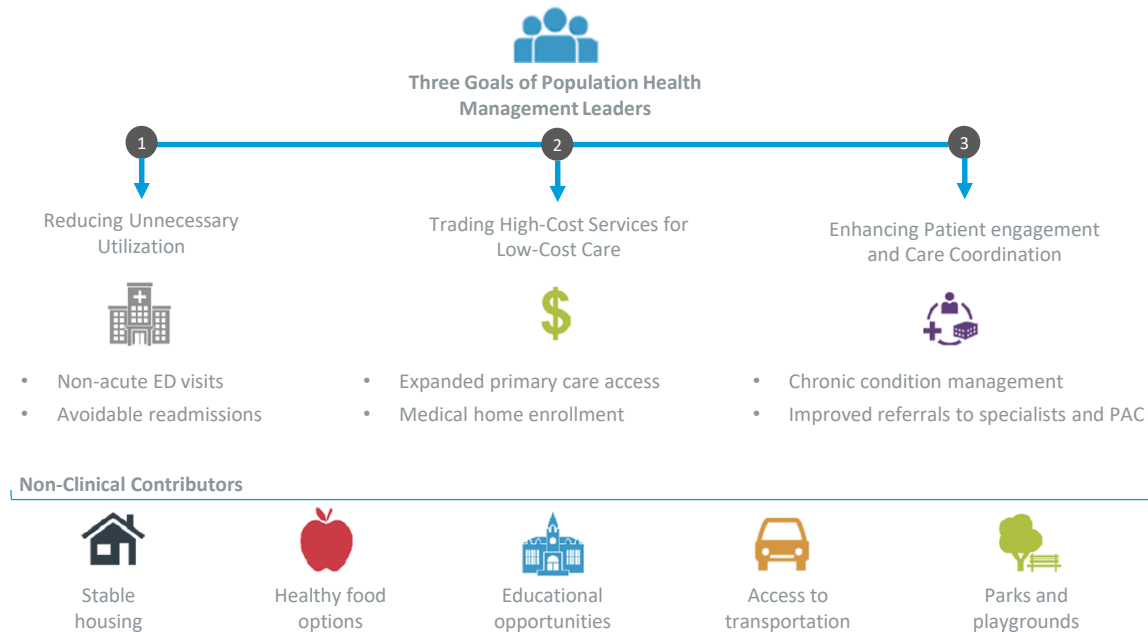 Three Goals of Population Health
Management Leaders
1
2
3
Reducing Unnecessary
Utilization
Trading High-Cost Services for
Low-Cost Care
Enhancing Patient engagement
and Care Coordination
$
• Non-acute ED visits
• Avoidable readmissions
• Expanded primary care access
• Medical home enrollment
• Chronic condition management
• Improved referrals to specialists and PAC
Non-Clinical Contributors
Stable
housing
Healthy food
options
Educational
opportunities
Access to
transportation
Parks and
playgrounds